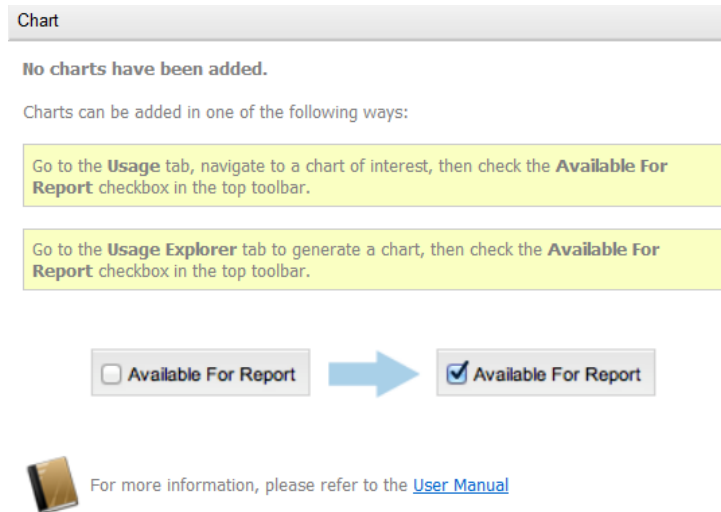 Chart
No charts have been added.
Charts can be added in one of the following ways:
Go to the Usage tab, navigate to a chart of interest, then check the Available For
Report checkbox in the top toolbar.
Go to the Usage Explorer tab to generate a chart, then check the Available For
Report checkbox in the top toolbar.
Available For Report Available For Report
For more information, please refer to the User Manual